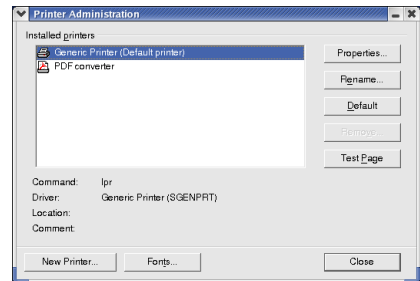 Printer Administration
Installed printers
Generic Printer (Default printer)
PDF converter
Properties...
Rename...
Default
Remove...
Test Page
Command: lpr
Driver: Generic Printer (SGENPRT)
Location:
Comment:
New Printer... Fonts... Close